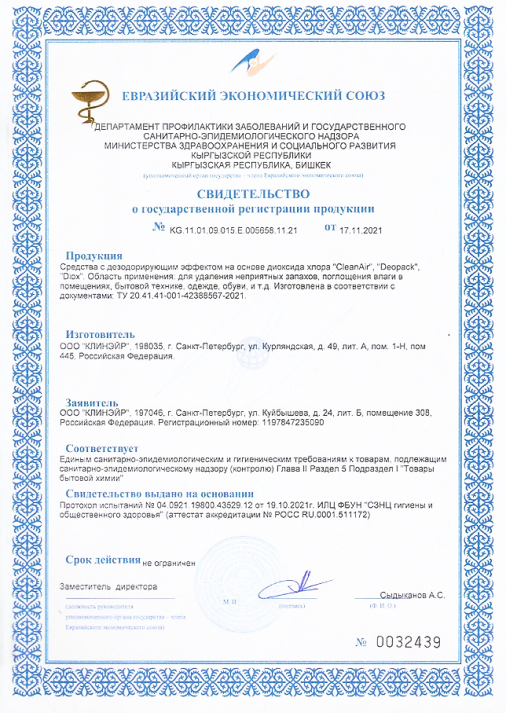 ЕВРАЗИЙСКИЙ ЭКОНОМИЧЕСКИЙ СОЮЗ
ДЕПАРТАМЕНТ ПРОФИЛАКТИКИ ЗАБОЛЕВАНИЙ И ГОСУДАРСТВЕННОГО
САНИТАРНО-ЭПИДЕМИОЛОГИЧЕСКОГО НАДЗОРА
МИНИСТЕРСТВА ЗДРАВООХРАНЕНИЯ И СОЦИАЛЬНОГО РАЗВИТИЯ
КЫРГЫЗСКОЙ РЕСПУБЛИКИ
КЫРГЫЗСКАЯ РЕСПУБЛИКА, БИШКЕК
(уполномоченный орган государства – члена Евразийского экономического союза)
СВИДЕТЕЛЬСТВО
о государственной регистрации продукции
№ KG.11.01.09.015.E.005658.11.21 от 17.11.2021
Продукция
Средства с дезодорирующим эффектом на основе диоксида хлора "CleanAir", "Deopack",
"Diox". Область применения: для удаления неприятных запахов, поглощения влаги в
помещениях, бытовой технике, одежде, обуви, и т.д. Изготовлена в соответствии с
документами: ТУ 20.41.41-001-42388567-2021.
Изготовитель
ООО "КЛИНЭЙР", 198035, г. Санкт-Петербург, ул. Курляндская, д. 49, лит. А, пом. 1-Н, пом
445, Российская Федерация.
Заявитель
ООО "КЛИНЭЙР", 197046, г. Санкт-Петербург, ул. Куйбышева, д. 24, лит. Б, помещение 308,
Российская Федерация. Регистрационный номер: 1197847235090
Соответствует
Единым санитарно-эпидемиологическим и гигиеническим требованиям к товарам, подлежащим
санитарно-эпидемиологическому надзору (контролю) Глава II Раздел 5 Подраздел I "Товары
бытовой химии"
Свидетельство выдано на основании
Протокол испытаний № 04.0921.19800.43529.12 от 19.10.2021г. ИЛЦ ФБУН "СЗНЦ гигиены и
общественного здоровья" (аттестат аккредитации № РОСС RU.0001.511172)
Срок действия не ограничен
Заместитель директора
Сыдыканов А.С.
(должность руководителя
уполномоченного органа государства – члена
Евразийского экономического союза)
М.П.
(подпись)
(Ф.И.О.)
№ 0032439